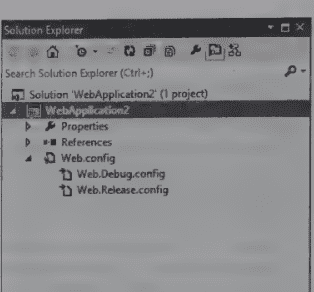 Solution Explorer
Search Solution Explorer (Ctrl+;)
Solution 'WebApplication2' (1 project)
WebApplication2
Properties
References
Web.config
Web.Debug.config
Web.Release.config